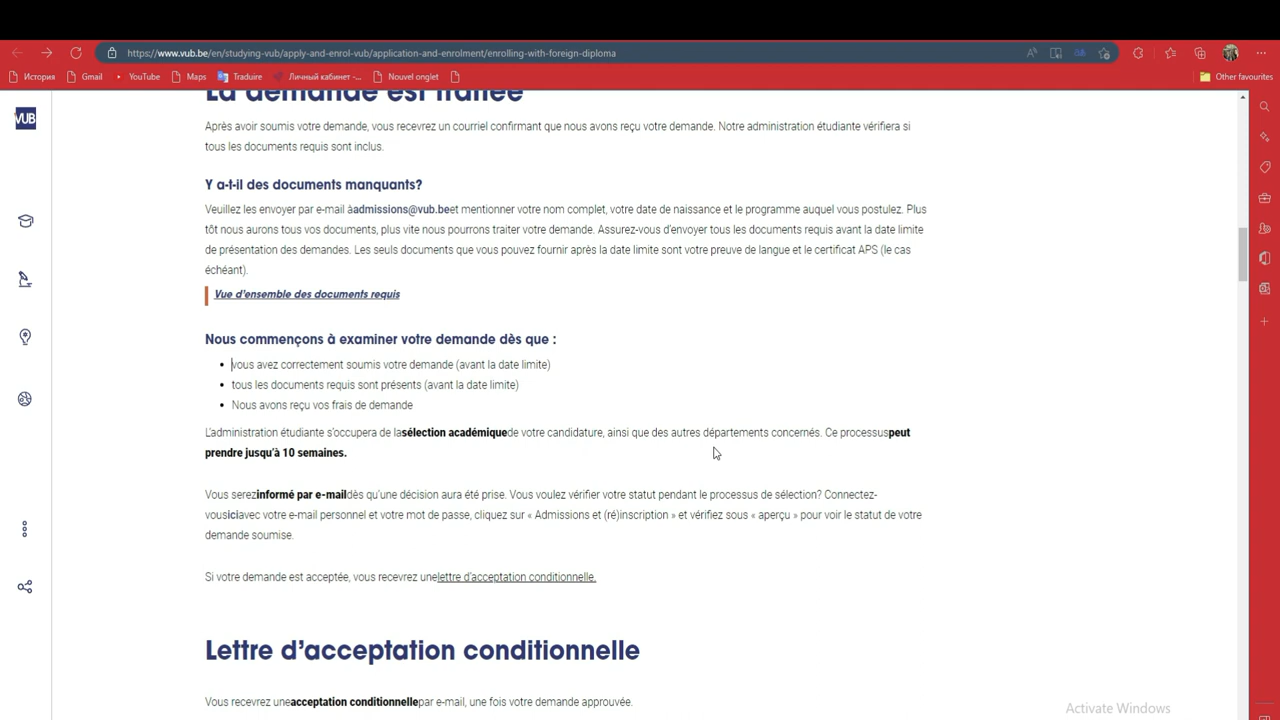 https://www.vub.be/en/studying-vub/apply-and-enrol-vub/application-and-enrolment/enrolling-with-foreign-diploma
История Gmail YouTube Maps Traduire Личный кабинет -... Nouvel onglet Other favourites
VUB
La demande est traitée
Après avoir soumis votre demande, vous recevrez un courriel confirmant que nous avons reçu votre demande. Notre administration étudiante vérifiera si
tous les documents requis sont inclus.
Y a-t-il des documents manquants?
Veuillez les envoyer par e-mail àadmissions@vub.beet mentionner votre nom complet, votre date de naissance et le programme auquel vous postulez. Plus
tôt nous aurons tous vos documents, plus vite nous pourrons traiter votre demande. Assurez-vous d'envoyer tous les documents requis avant la date limite
de présentation des demandes. Les seuls documents que vous pouvez fournir après la date limite sont votre preuve de langue et le certificat APS (le cas
échéant).
Vue d'ensemble des documents requis
Nous commençons à examiner votre demande dès que :
• vous avez correctement soumis votre demande (avant la date limite)
• tous les documents requis sont présents (avant la date limite)
• Nous avons reçu vos frais de demande
L'administration étudiante s'occupera de lasélection académiquede votre candidature, ainsi que des autres départements concernés. Ce processuspeut
prendre jusqu'à 10 semaines.
Vous serezinformé par e-maildès qu'une décision aura été prise. Vous voulez vérifier votre statut pendant le processus de sélection? Connectez-
vousiciavec votre e-mail personnel et votre mot de passe, cliquez sur « Admissions et (ré)inscription » et vérifiez sous « aperçu » pour voir le statut de votre
demande soumise.
Si votre demande est acceptée, vous recevrez unelettre d'acceptation conditionnelle.
Lettre d'acceptation conditionnelle
Vous recevrez uneacceptation conditionnellepar e-mail, une fois votre demande approuvée.
Activate Windows